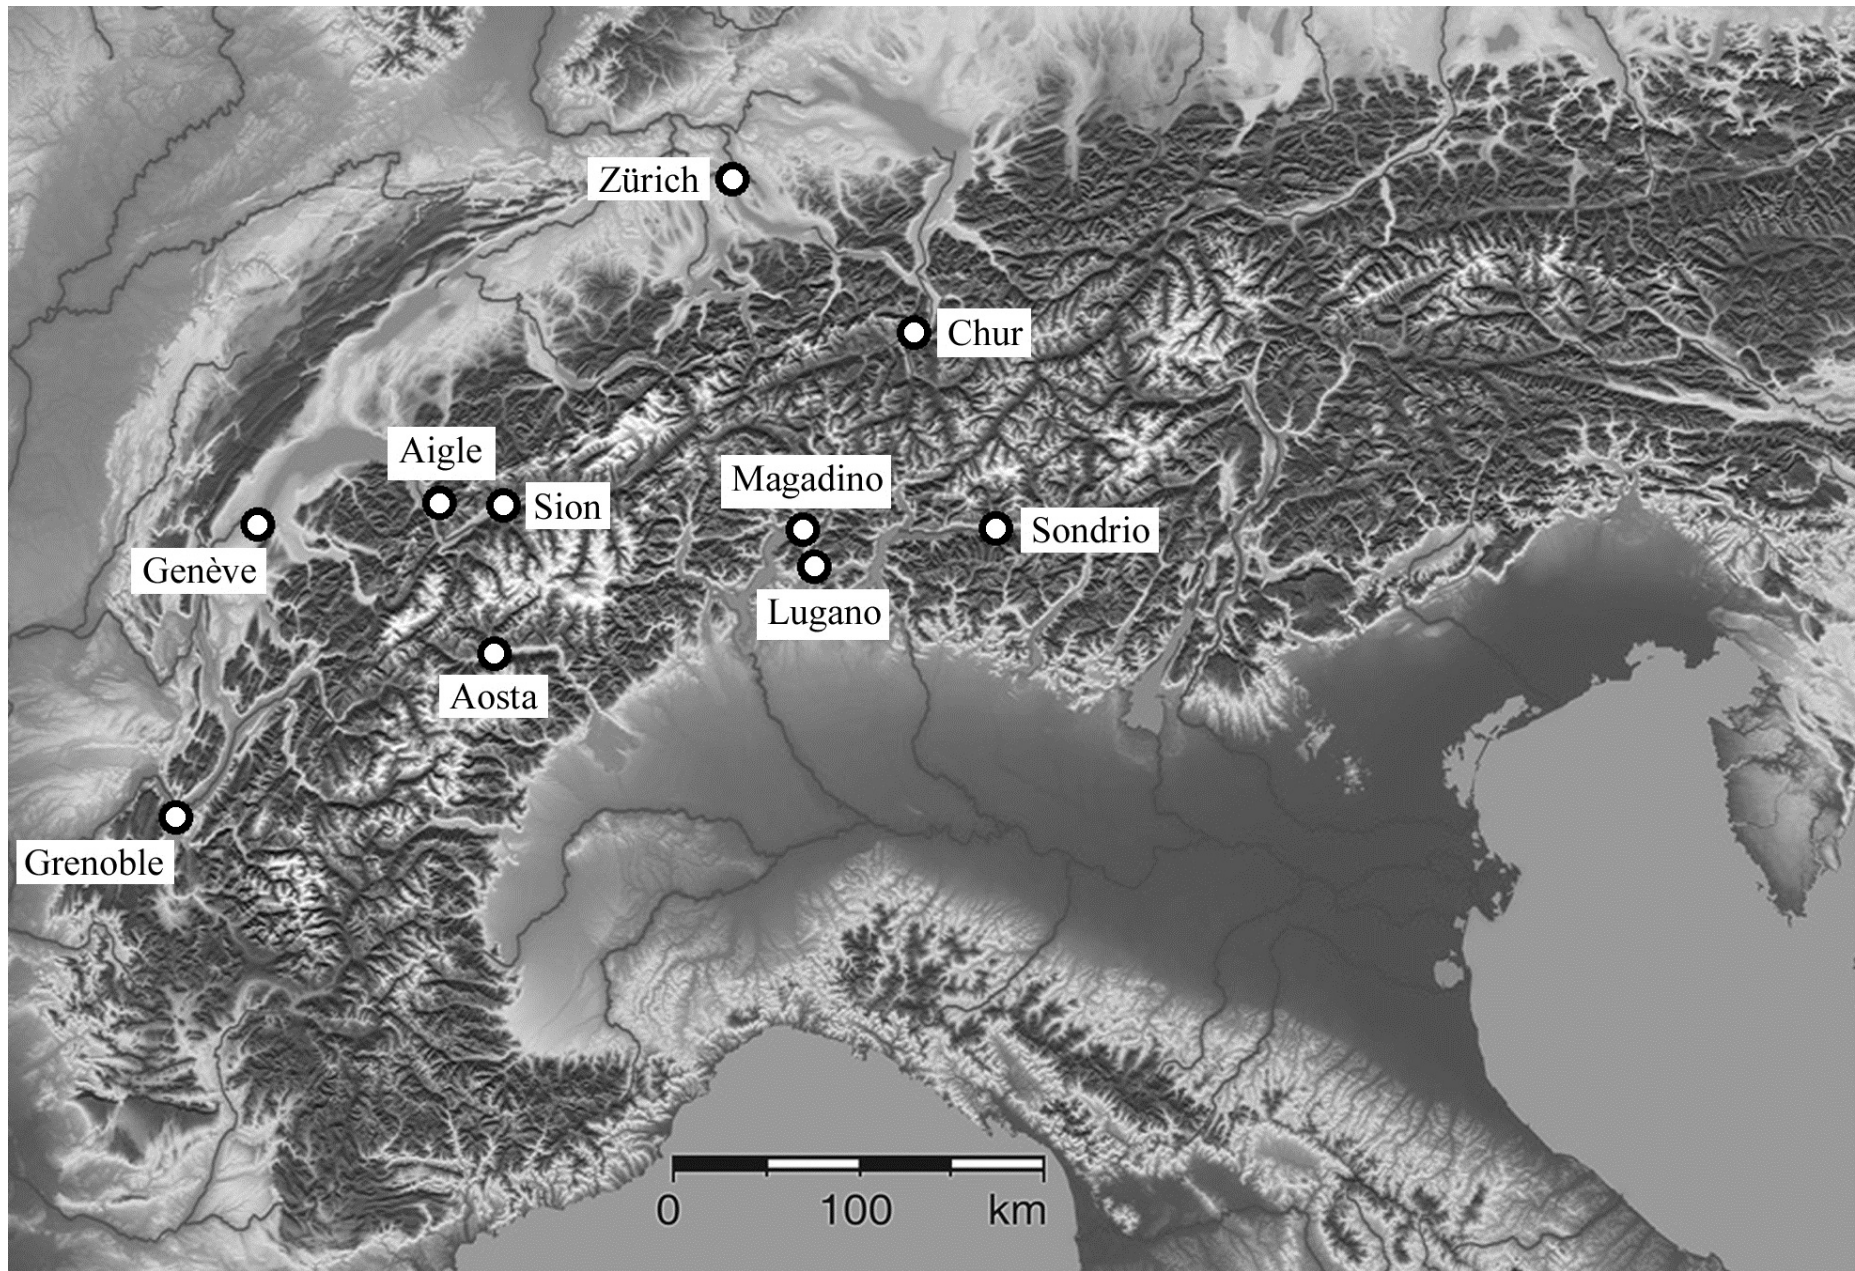 Zürich
Chur
Aigle
Magadino
Sion
Sondrio
Genève
Lugano
Aosta
Grenoble
0 100 km